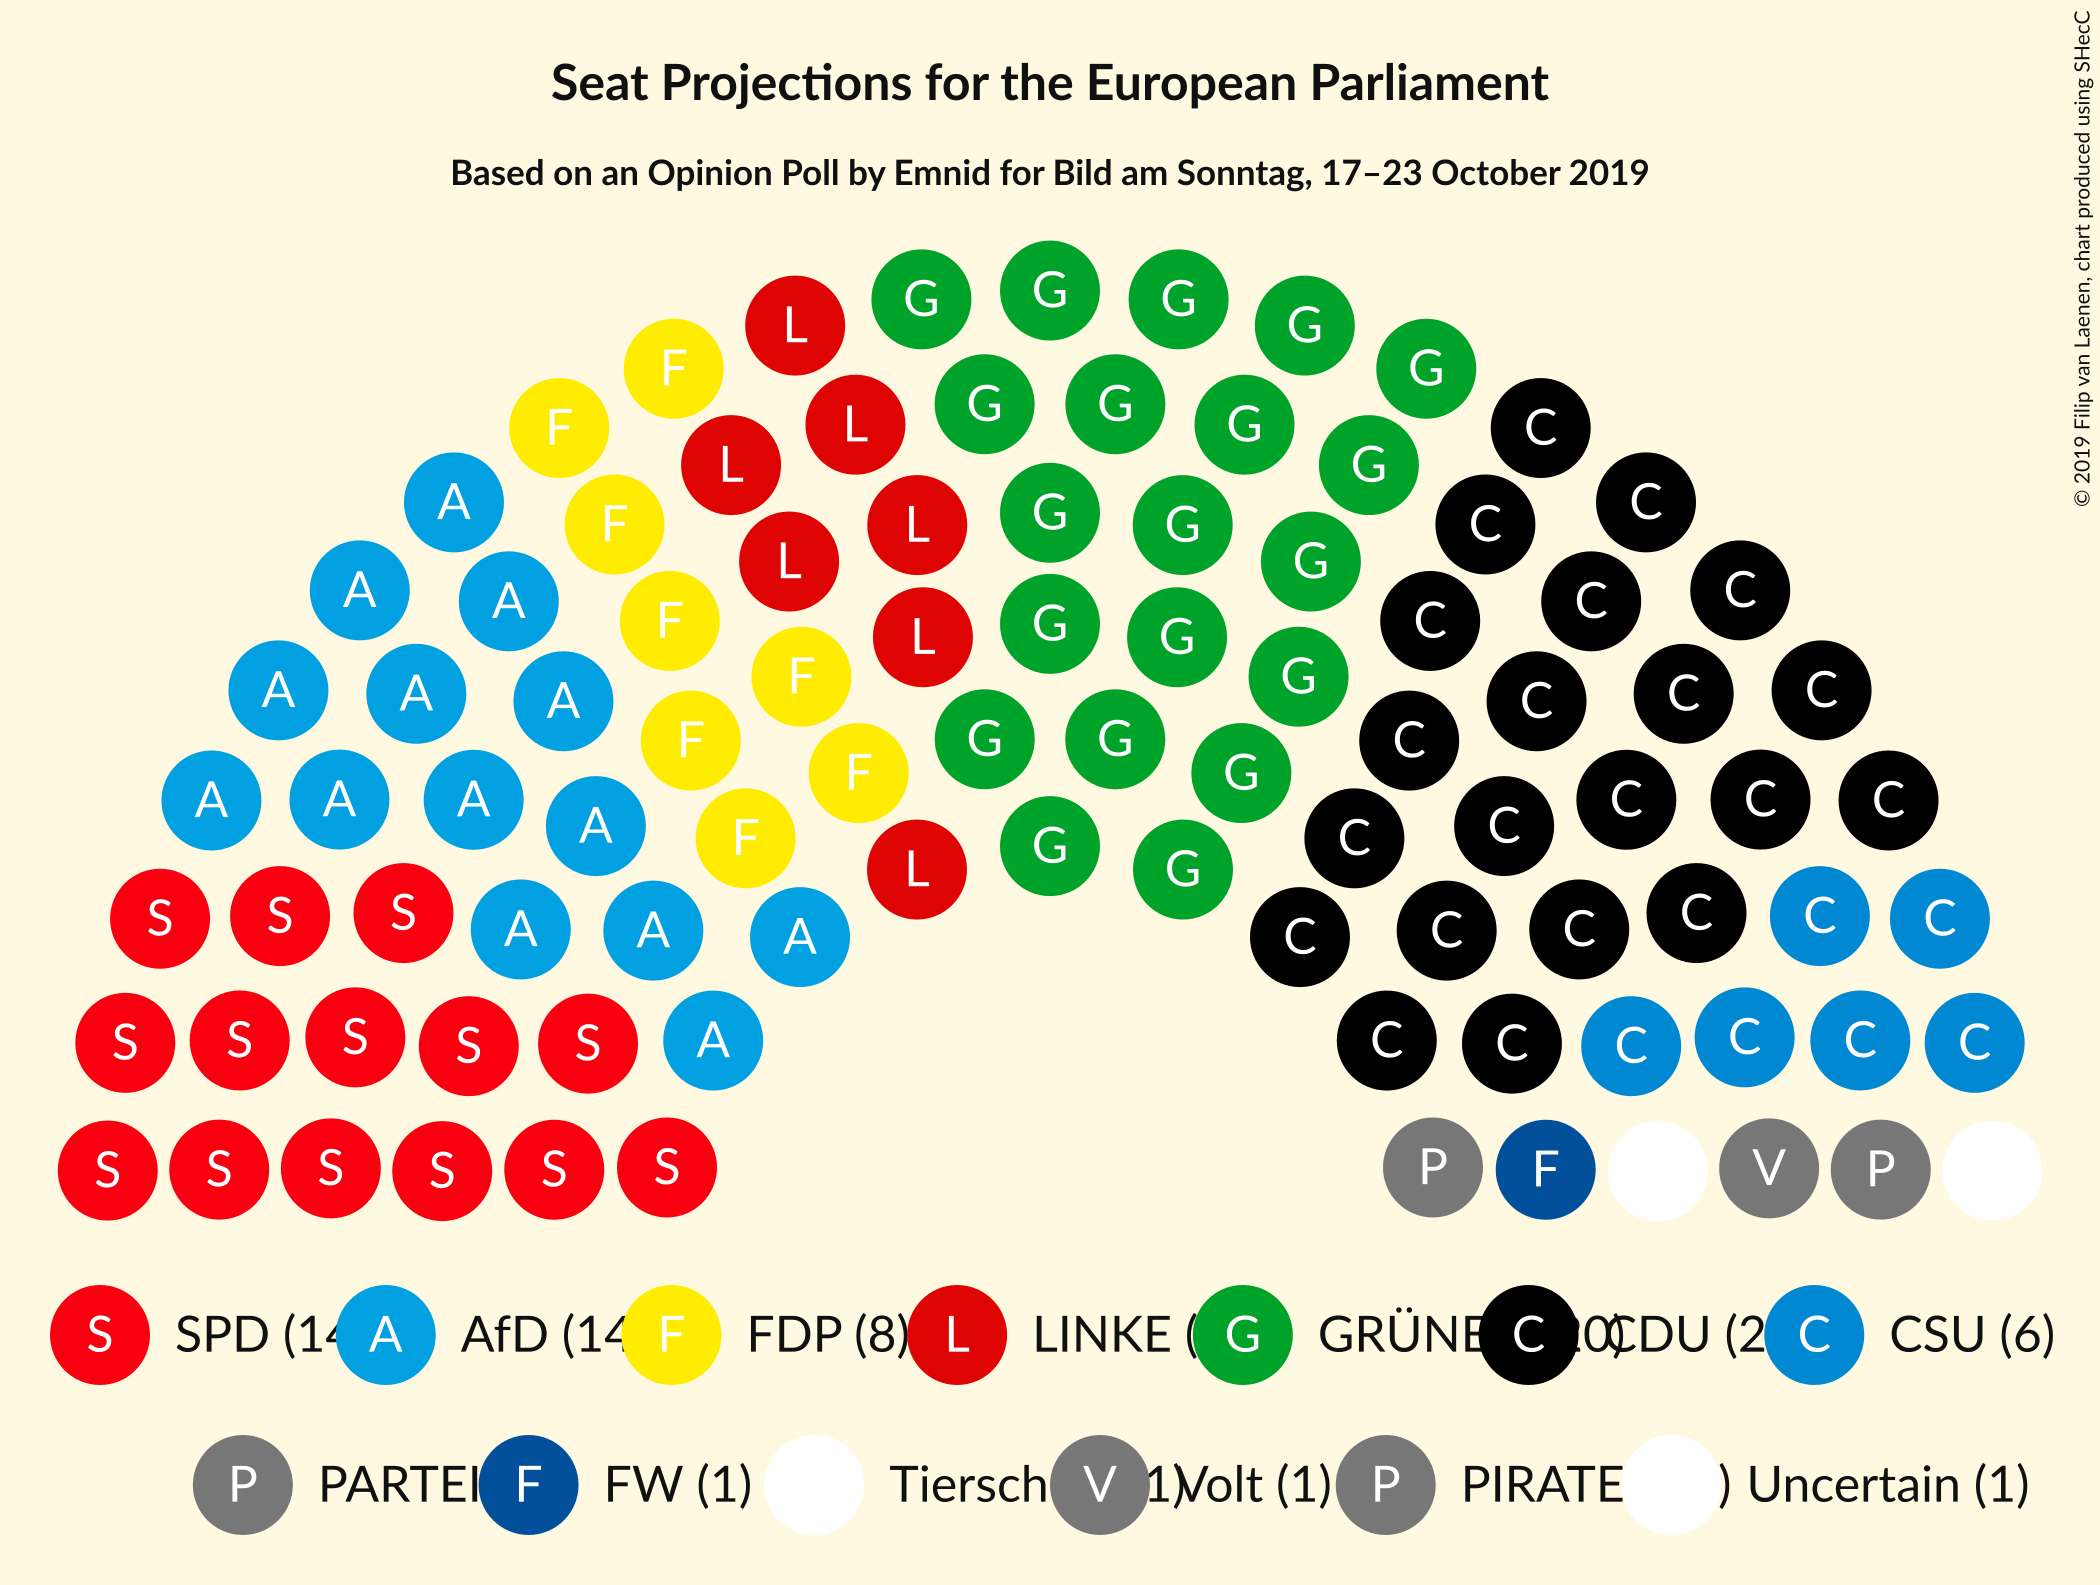 Seat Projections for the European Parliament
Based on an Opinion Poll by Emnid for Bild am Sonntag, 17–23 October 2019
© 2019 Filip van Laenen, chart produced using SHecC
G G G
L G
F G
G G
F L G C
L G
A F G C
F L G G C
L G
A A F C C
L G G
A A A F G C C C
F C
A A A F G G G C C C
A F C C
L G G
S S S A A A C C C C C C
S S S S S A C C C C C C
S S S S S S P F V P
S SPD (14 A AfD (14 F FDP (8) L LINKE ( G GRÜNE C 20) CDU (2 C CSU (6)
P PARTEI F FW (1) Tiersch V 1) Volt (1) P PIRATE ) Uncertain (1)